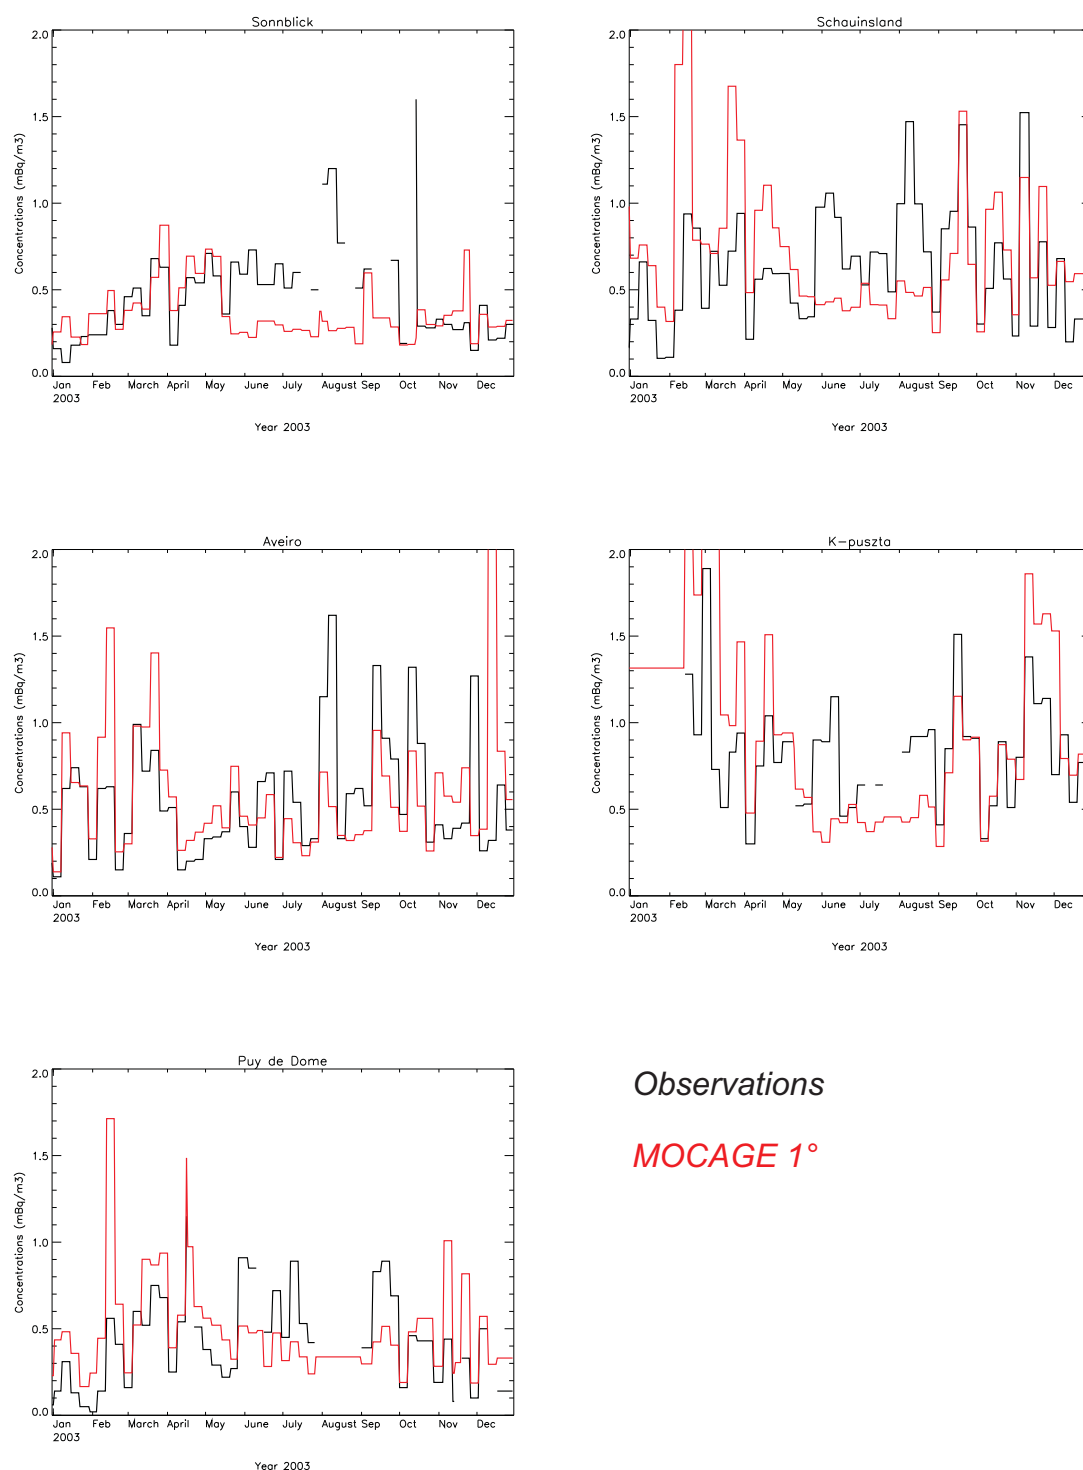 Sonnblick
Concentrations (mBq/m3)
2.0
1.5
1.0
0.5
0.0
Jan Feb March April May June July August Sep Oct Nov Dec
2003
Year 2003
Schauinsland
Concentrations (mBq/m3)
2.0
1.5
1.0
0.5
0.0
Jan Feb March April May June July August Sep Oct Nov Dec
2003
Year 2003
Aveiro
Concentrations (mBq/m3)
2.0
1.5
1.0
0.5
0.0
Jan Feb March April May June July August Sep Oct Nov Dec
2003
Year 2003
K-puszta
Concentrations (mBq/m3)
2.0
1.5
1.0
0.5
0.0
Jan Feb March April May June July August Sep Oct Nov Dec
2003
Year 2003
Puy de Dome
Concentrations (mBq/m3)
2.0
1.5
1.0
0.5
0.0
Jan Feb March April May June July August Sep Oct Nov Dec
2003
Year 2003
Observations
MOCAGE 1°